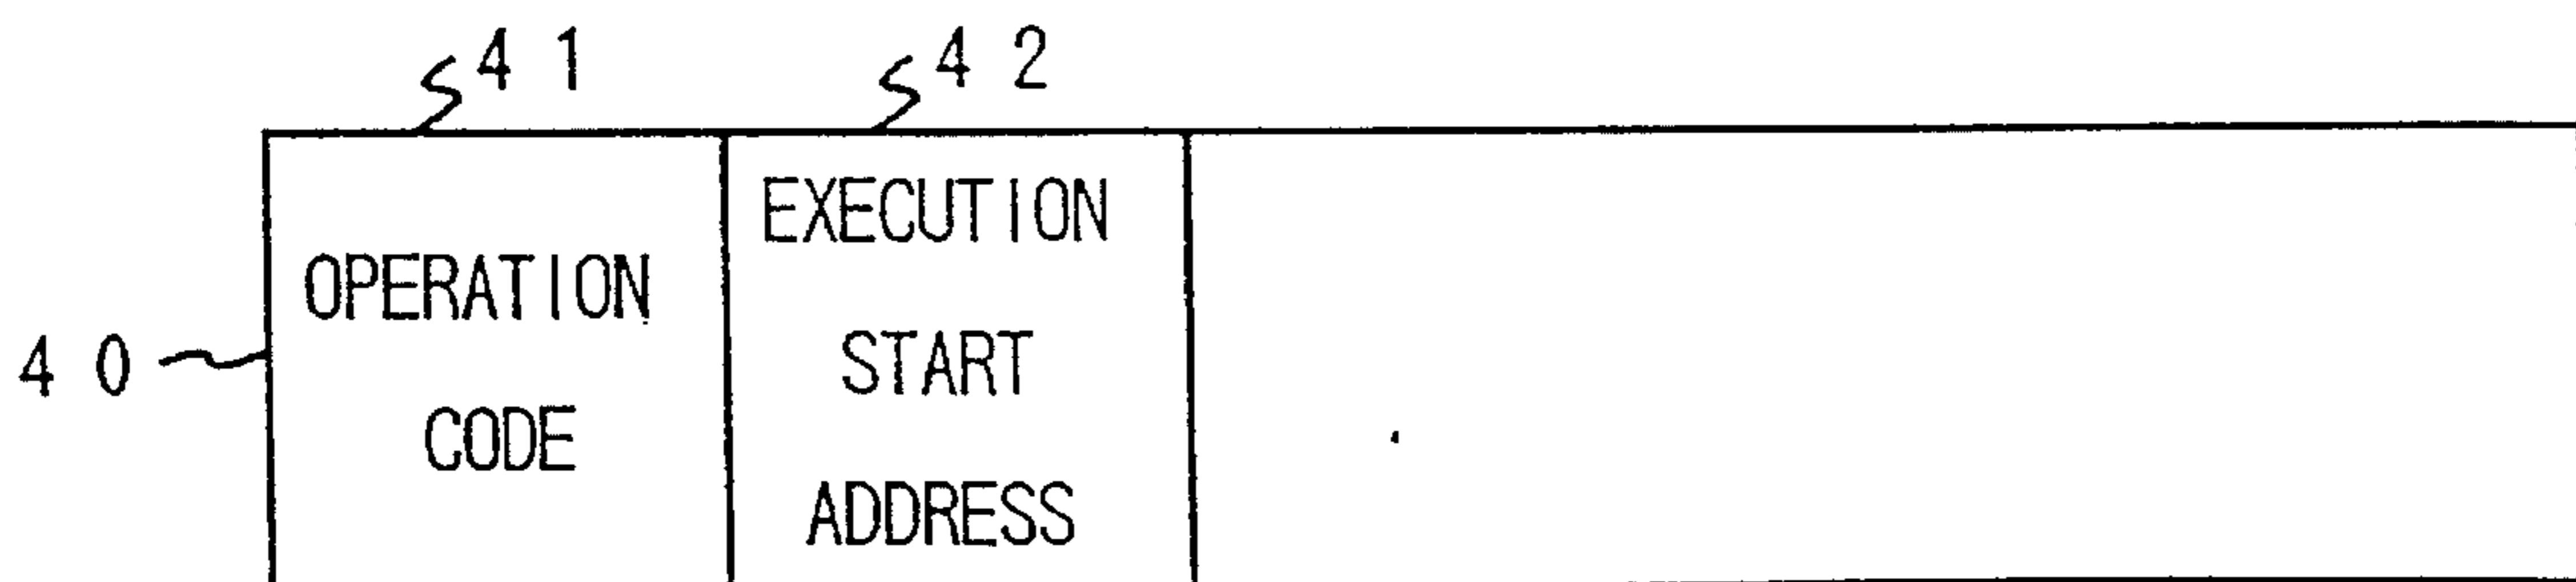 41
42
40
OPERATION
CODE
EXECUTION
START
ADDRESS